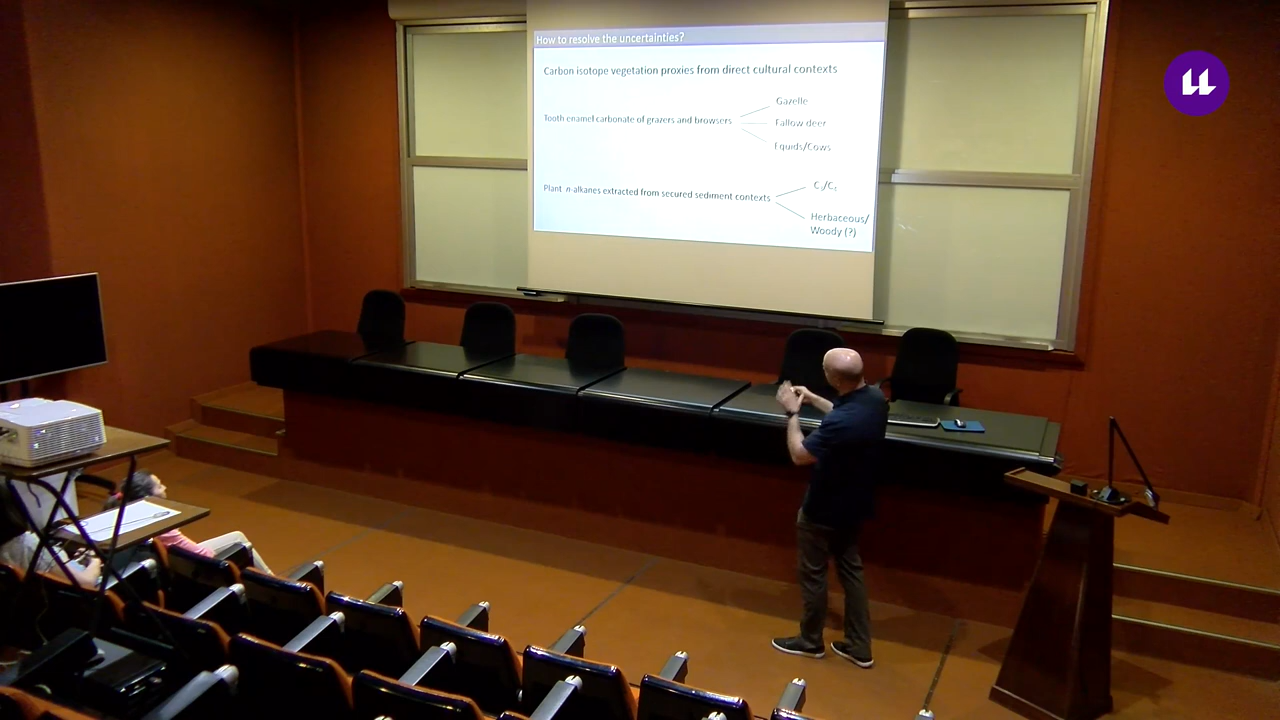 How to resolve the uncertainties?
Carbon isotope vegetation proxies from direct cultural contexts
Gazelle
Tooth enamel carbonate of grazers and browsers
Fallow deer
Equids/Cows
Plant n-alkanes extracted from secured sediment contexts
Herbaceous/
Woody (?)